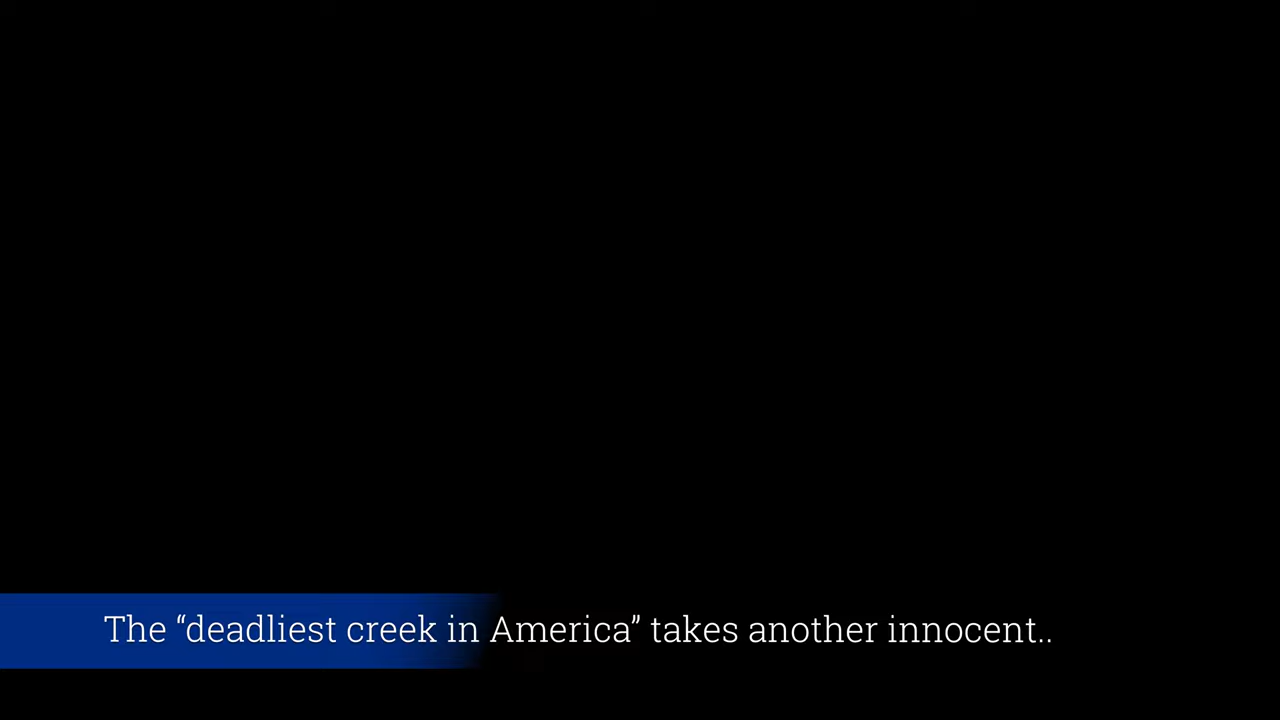 The “deadliest creek in America” takes another innocent..